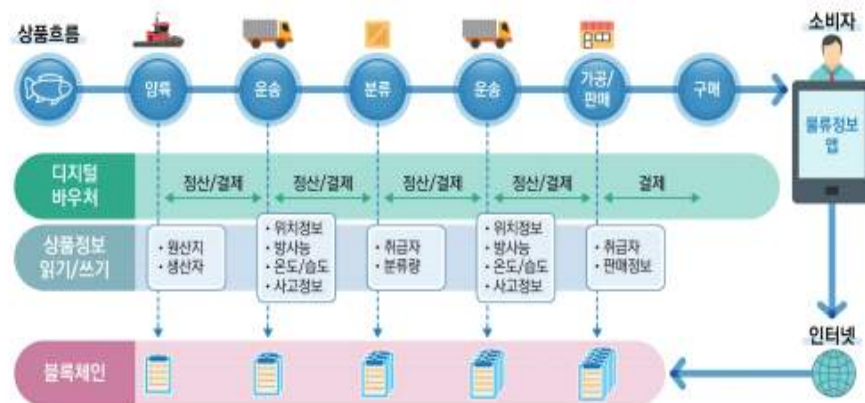 상품흐름
소비자
양륙
운송
분류
운송
가공/
판매
구매
물류정보
앱
디지털
바우처
정산/결제
정산/결제
정산/결제
정산/결제
결제
상품정보
읽기/쓰기
• 원산지
• 생산자
• 위치정보
• 방사능
• 온도/습도
• 사고정보
• 취급자
• 분류량
• 위치정보
• 방사능
• 온도/습도
• 사고정보
• 취급자
• 판매정보
인터넷
블록체인